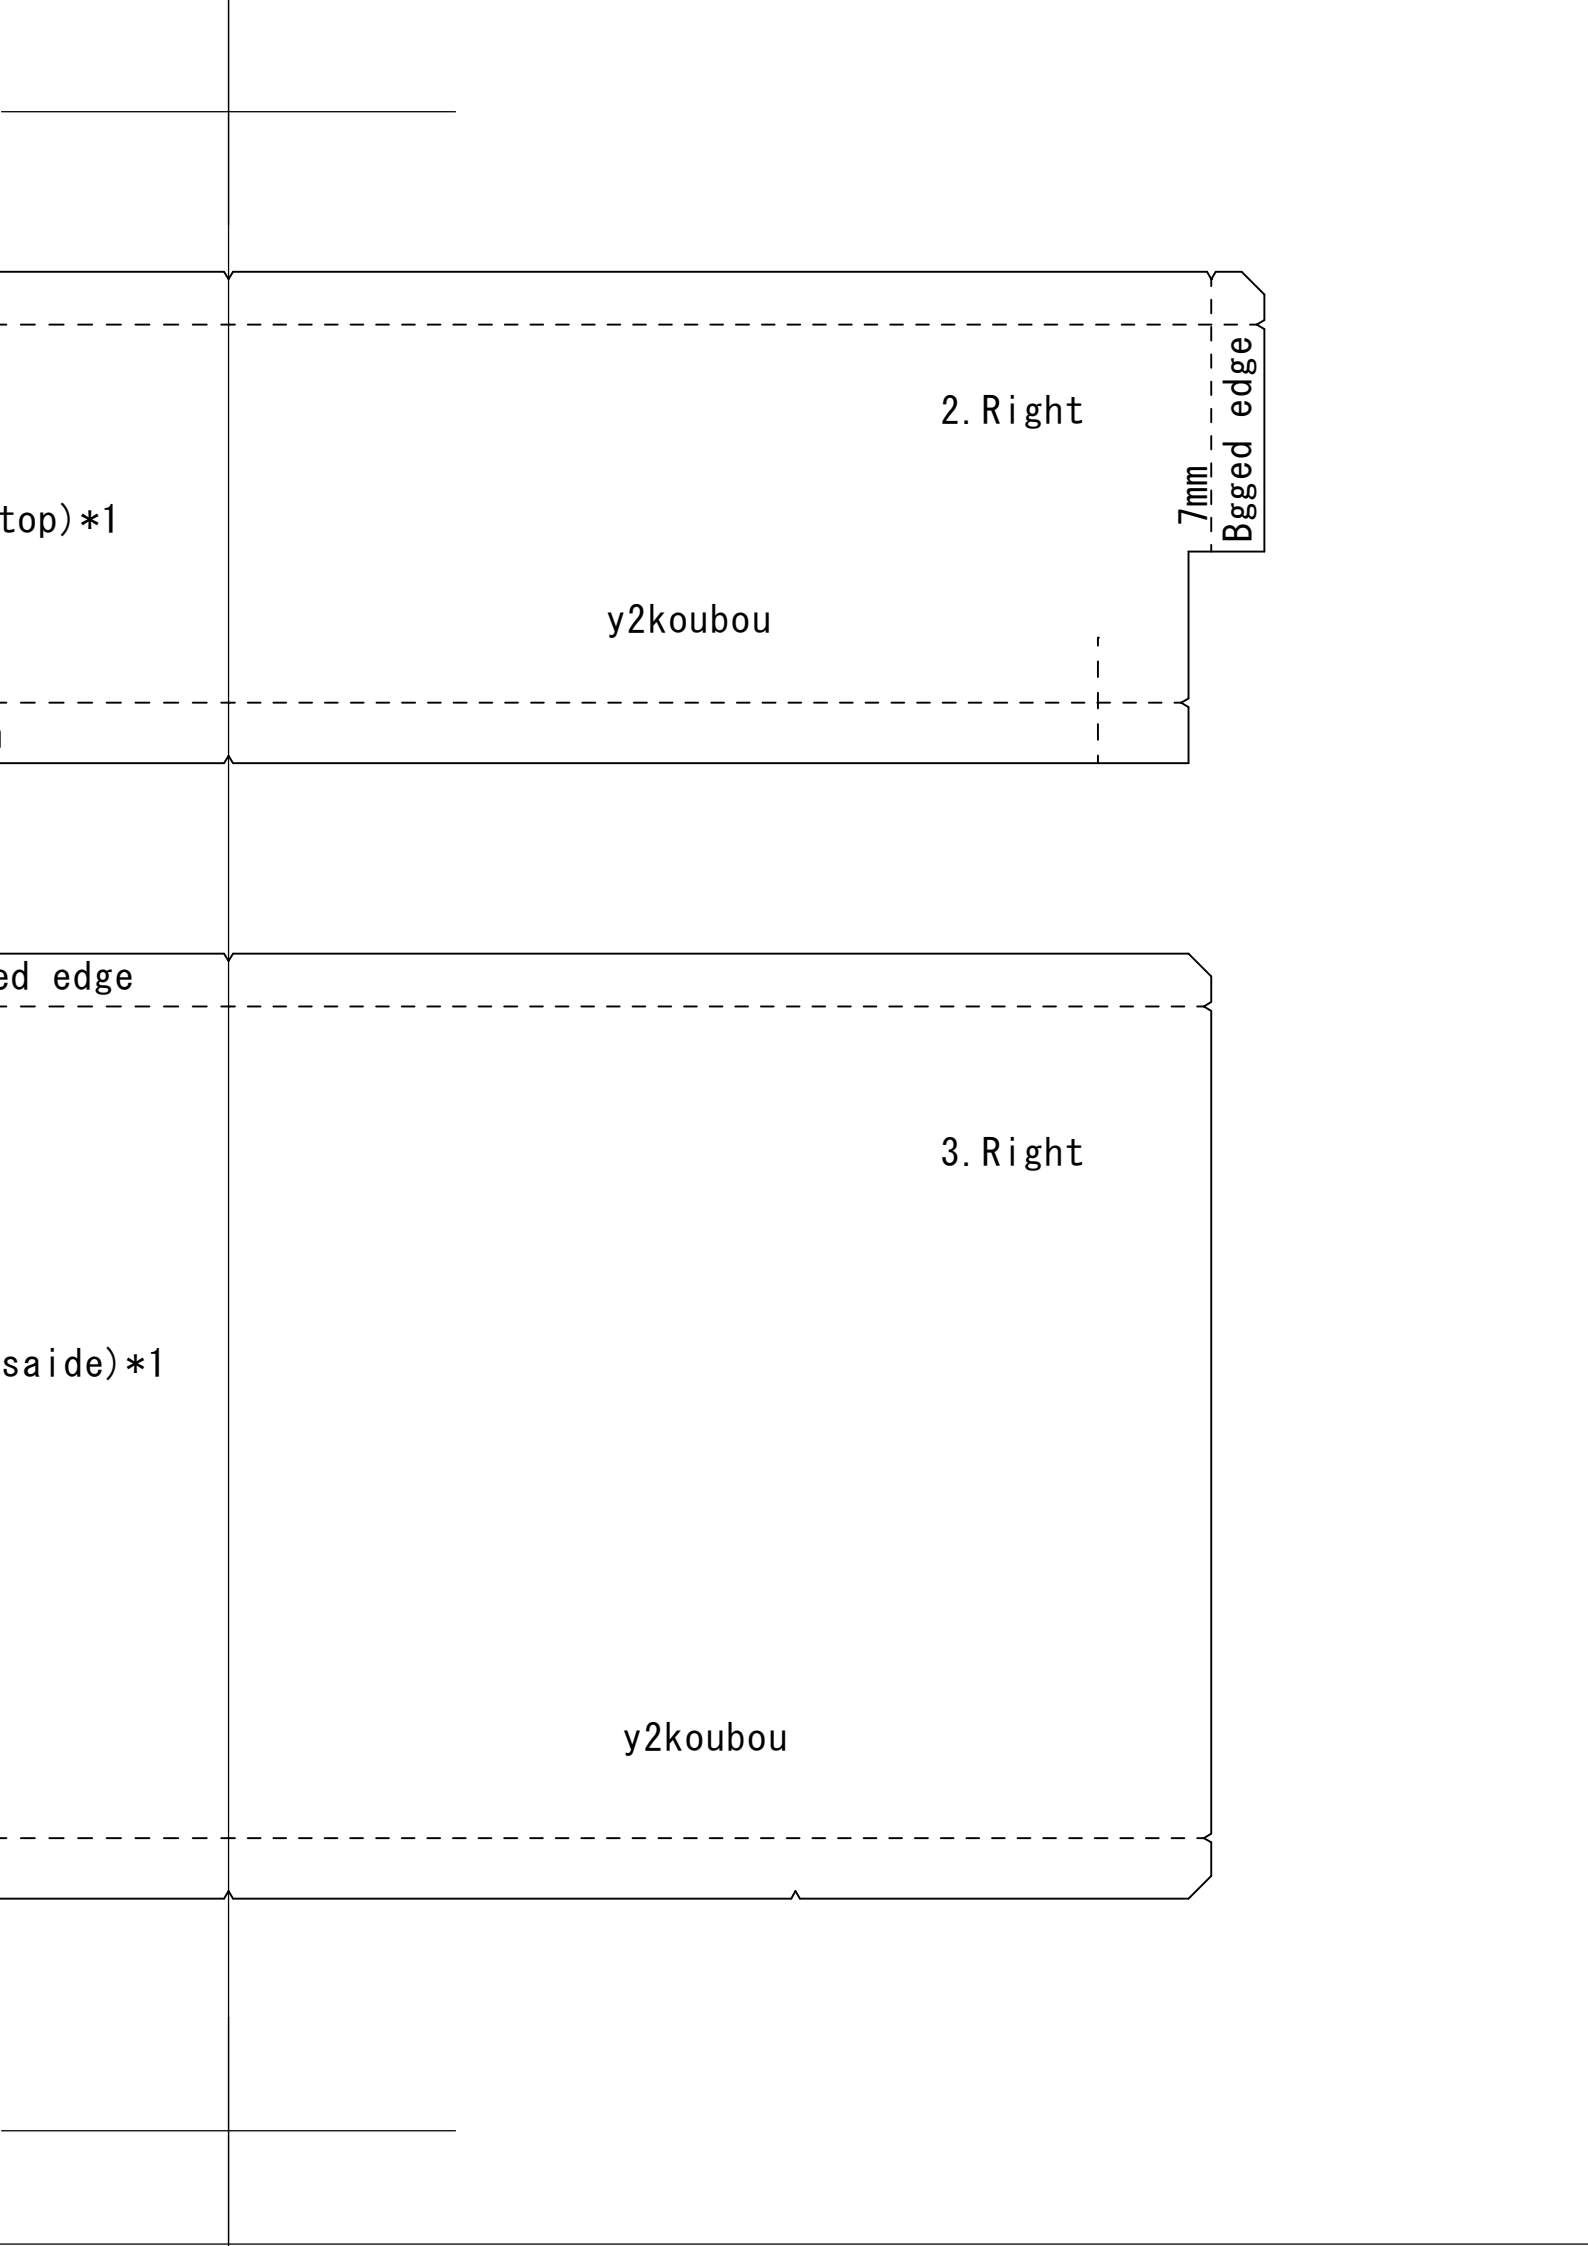 2.Right
7mm
Bgged edge
top)*1
y2koubou
ed edge
3.Right
saide)*1
y2koubou